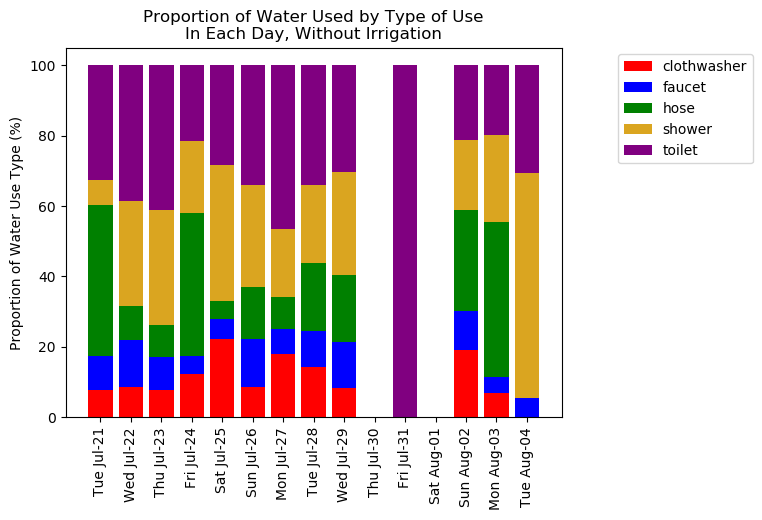 Proportion of Water Used by Type of Use
In Each Day, Without Irrigation
Proportion of Water Use Type (%)
100
80
60
40
20
0
Tue Jul-21
Wed Jul-22
Thu Jul-23
Fri Jul-24
Sat Jul-25
Sun Jul-26
Mon Jul-27
Tue Jul-28
Wed Jul-29
Thu Jul-30
Fri Jul-31
Sat Aug-01
Sun Aug-02
Mon Aug-03
Tue Aug-04
clothwasher
faucet
hose
shower
toilet